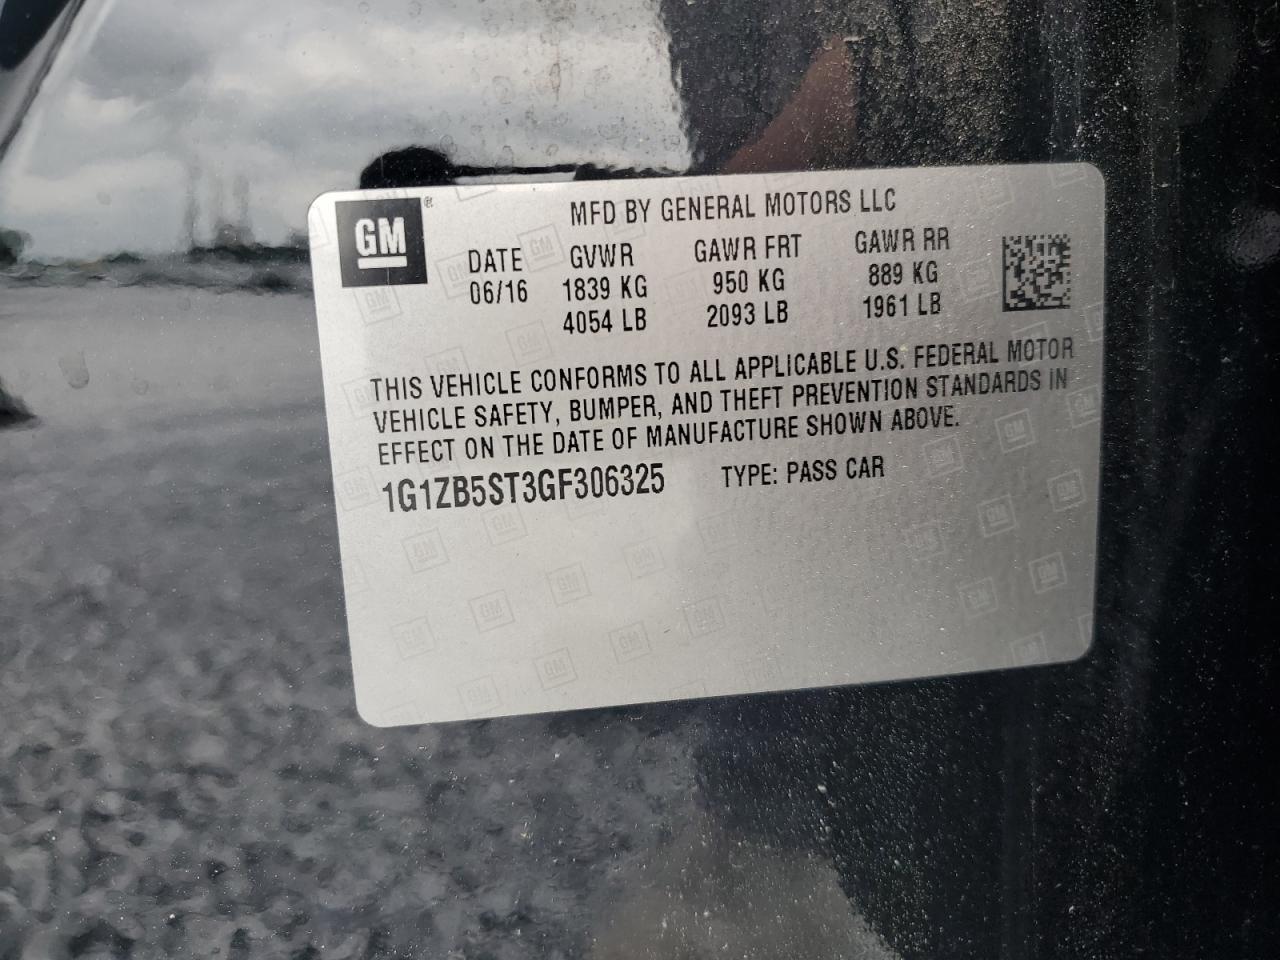 GM®
MFD BY GENERAL MOTORS LLC
DATE GVWR GAWR FRT GAWR RR
06/16 1839 KG 950 KG 889 KG
4054 LB 2093 LB 1961 LB
THIS VEHICLE CONFORMS TO ALL APPLICABLE U.S. FEDERAL MOTOR
VEHICLE SAFETY, BUMPER, AND THEFT PREVENTION STANDARDS IN
EFFECT ON THE DATE OF MANUFACTURE SHOWN ABOVE.
1G1ZB5ST3GF306325 TYPE: PASS CAR